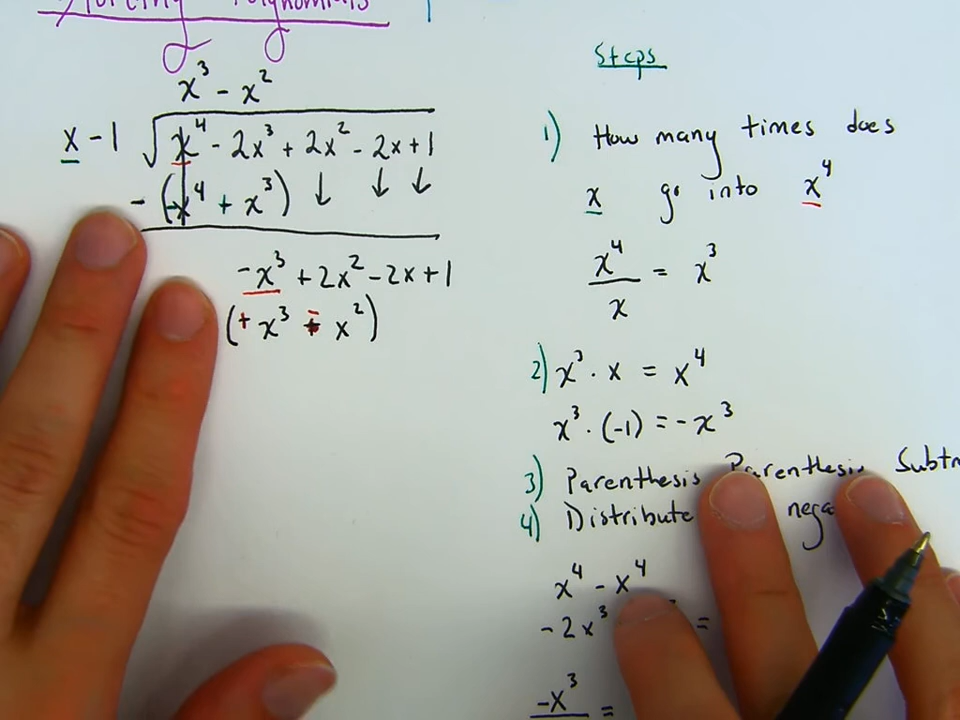 x³ - x²
x - 1 √ x⁴ - 2x³ + 2x² - 2x + 1
- (-x⁴ + x³) ↓ ↓ ↓
-x³ + 2x² - 2x + 1
(+ x³ - x²)
Steps
1) How many times does
x go into x⁴
x⁴/x = x³
2) x³ · x = x⁴
x³ · (-1) = -x³
3) Parenthesis Parenthesis
4) Distribute
x⁴ - x⁴
-2x³ =
-x³ =